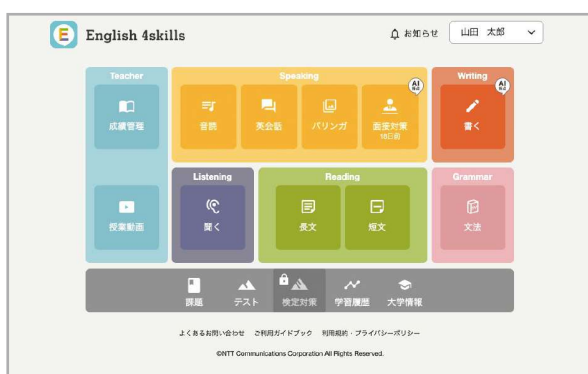 English 4skills
お知らせ
山田 太郎
Teacher
成績管理
授業動画
Speaking
音読
英会話
バリンガ
面接対策
AI
Writing
書く
AI
Listening
聞く
Reading
長文
短文
Grammar
文法
課題
テスト
検定対策
学習履歴
大学情報
よくあるお問い合わせ ご利用ガイドブック 利用規約・プライバシーポリシー
©NTT Communications Corporation All Rights Reserved.